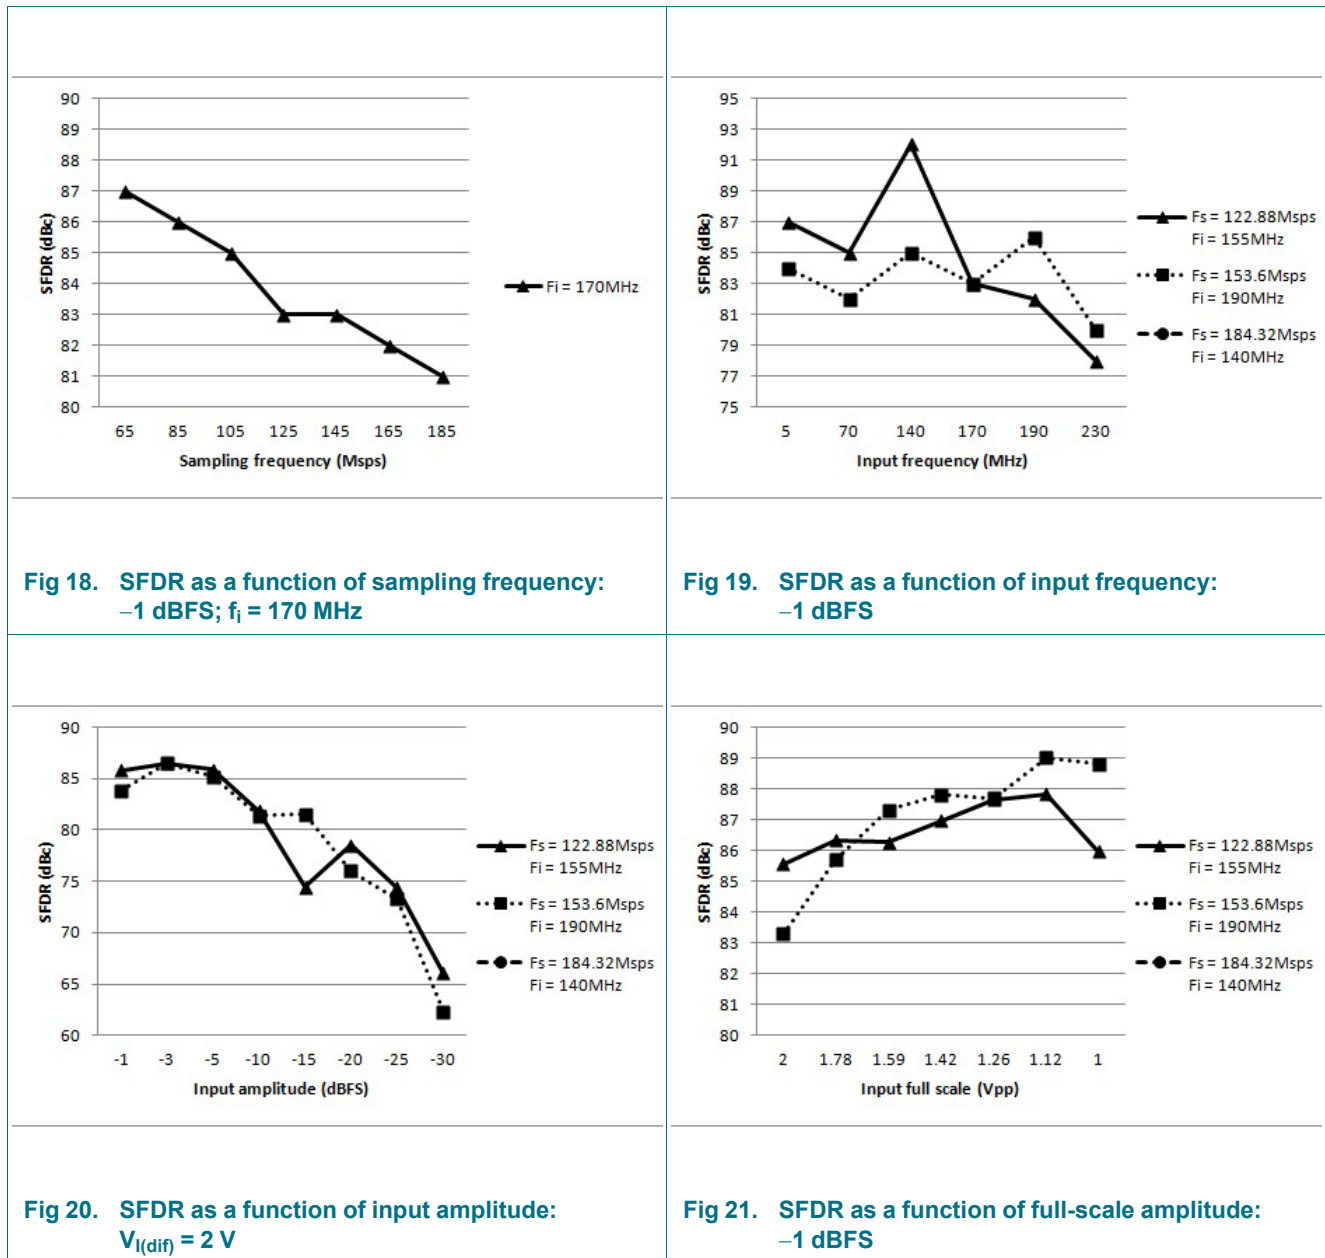 90
89
88
87
86
85
84
83
82
81
80
SFDR (dBc)
65 85 105 125 145 165 185
Sampling frequency (Msps)
Fi = 170MHz
Fig 18. SFDR as a function of sampling frequency:
−1 dBFS; fi = 170 MHz
95
93
91
89
87
85
83
81
79
77
75
SFDR (dBc)
5 70 140 170 190 230
Input frequency (MHz)
Fs = 122.88Msps
Fi = 155MHz
Fs = 153.6Msps
Fi = 190MHz
Fs = 184.32Msps
Fi = 140MHz
Fig 19. SFDR as a function of input frequency:
−1 dBFS
90
85
80
75
70
65
60
SFDR (dBc)
-1 -3 -5 -10 -15 -20 -25 -30
Input amplitude (dBFS)
Fs = 122.88Msps
Fi = 155MHz
Fs = 153.6Msps
Fi = 190MHz
Fs = 184.32Msps
Fi = 140MHz
Fig 20. SFDR as a function of input amplitude:
VI(dif) = 2 V
90
89
88
87
86
85
84
83
82
81
80
SFDR (dBc)
2 1.78 1.59 1.42 1.26 1.12 1
Input full scale (Vpp)
Fs = 122.88Msps
Fi = 155MHz
Fs = 153.6Msps
Fi = 190MHz
Fs = 184.32Msps
Fi = 140MHz
Fig 21. SFDR as a function of full-scale amplitude:
−1 dBFS